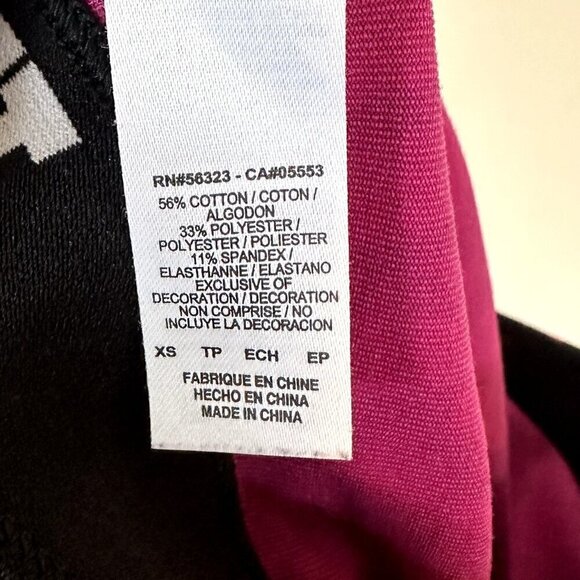 RN#56323 - CA#05553
56% COTTON / COTON /
ALGODON
33% POLYESTER /
POLYESTER / POLIESTER
11% SPANDEX /
ELASTHANNE / ELASTANO
EXCLUSIVE OF
DECORATION / DECORATION
NON COMPRISE / NO
INCLUYE LA DECORACION
XS TP ECH EP
FABRIQUE EN CHINE
HECHO EN CHINA
MADE IN CHINA